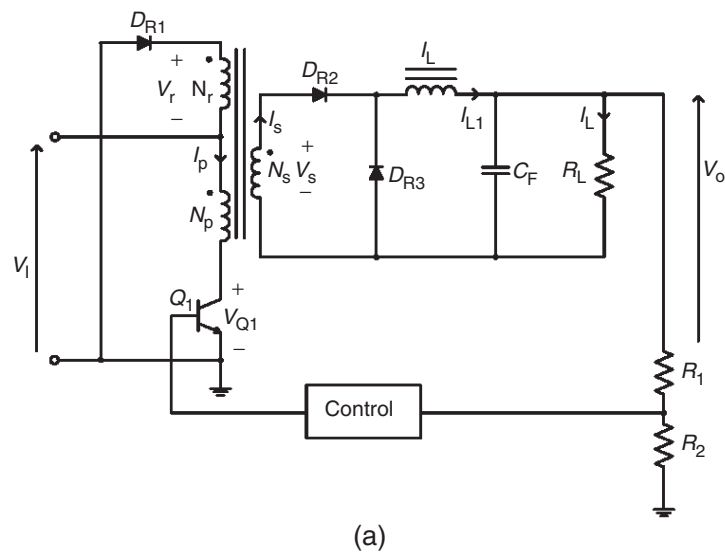 D_R1
+
V_r N_r
−
D_R2
I_L
I_L1
I_L
I_s
I_p
N_s V_s
+
−
D_R3
C_F
R_L
V_o
N_p
V_I
Q_1
+
V_Q1
−
R_1
Control
R_2
(a)